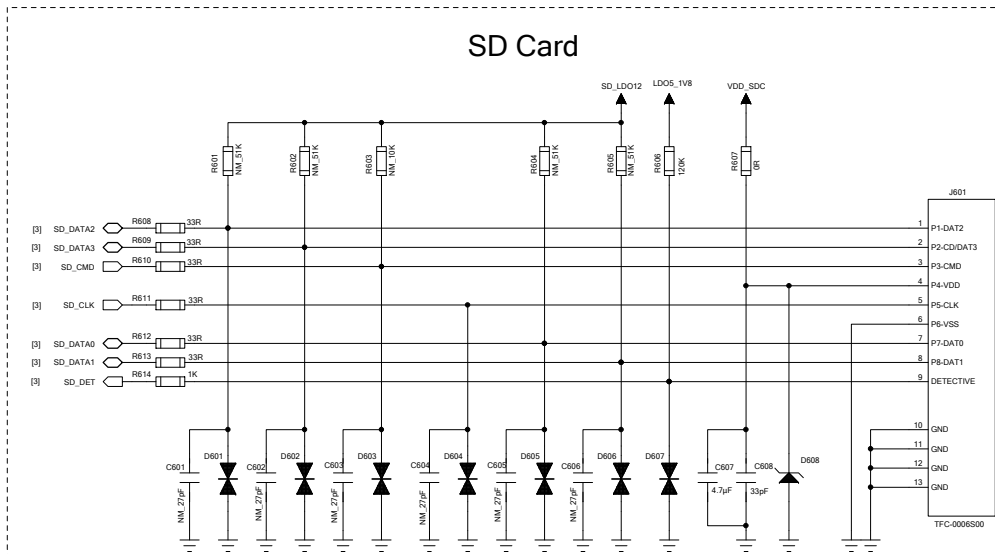 SD Card
SD_LDO12
LDO5_1V8
VDD_SDC
R601
NM_51K
R602
NM_51K
R603
NM_10K
R604
NM_51K
R605
NM_51K
R606
120K
R607
0R
J601
[3] SD_DATA2 R608 33R 1 P1-DAT2
[3] SD_DATA3 R609 33R 2 P2-CD/DAT3
[3] SD_CMD R610 33R 3 P3-CMD
4 P4-VDD
[3] SD_CLK R611 33R 5 P5-CLK
6 P6-VSS
[3] SD_DATA0 R612 33R 7 P7-DAT0
[3] SD_DATA1 R613 33R 8 P8-DAT1
[3] SD_DET R614 1K 9 DETECTIVE
10 GND
11 GND
12 GND
13 GND
C601
NM_27pF
D601
C602
NM_27pF
D602
C603
NM_27pF
D603
C604
NM_27pF
D604
C605
NM_27pF
D605
C606
NM_27pF
D606
D607
C607
4.7µF
C608
33pF
D608
TFC-0006S00